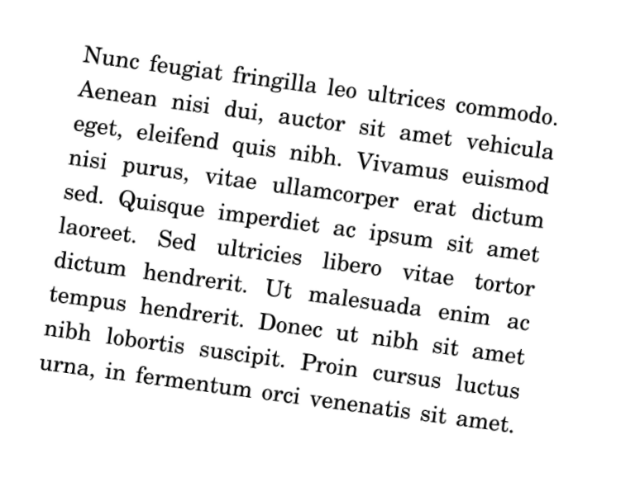 Nunc feugiat fringilla leo ultrices commodo.
Aenean nisi dui, auctor sit amet vehicula
eget, eleifend quis nibh. Vivamus euismod
nisi purus, vitae ullamcorper erat dictum
sed. Quisque imperdiet ac ipsum sit amet
laoreet. Sed ultricies libero vitae tortor
dictum hendrerit. Ut malesuada enim ac
tempus hendrerit. Donec ut nibh sit amet
nibh lobortis suscipit. Proin cursus luctus
urna, in fermentum orci venenatis sit amet.